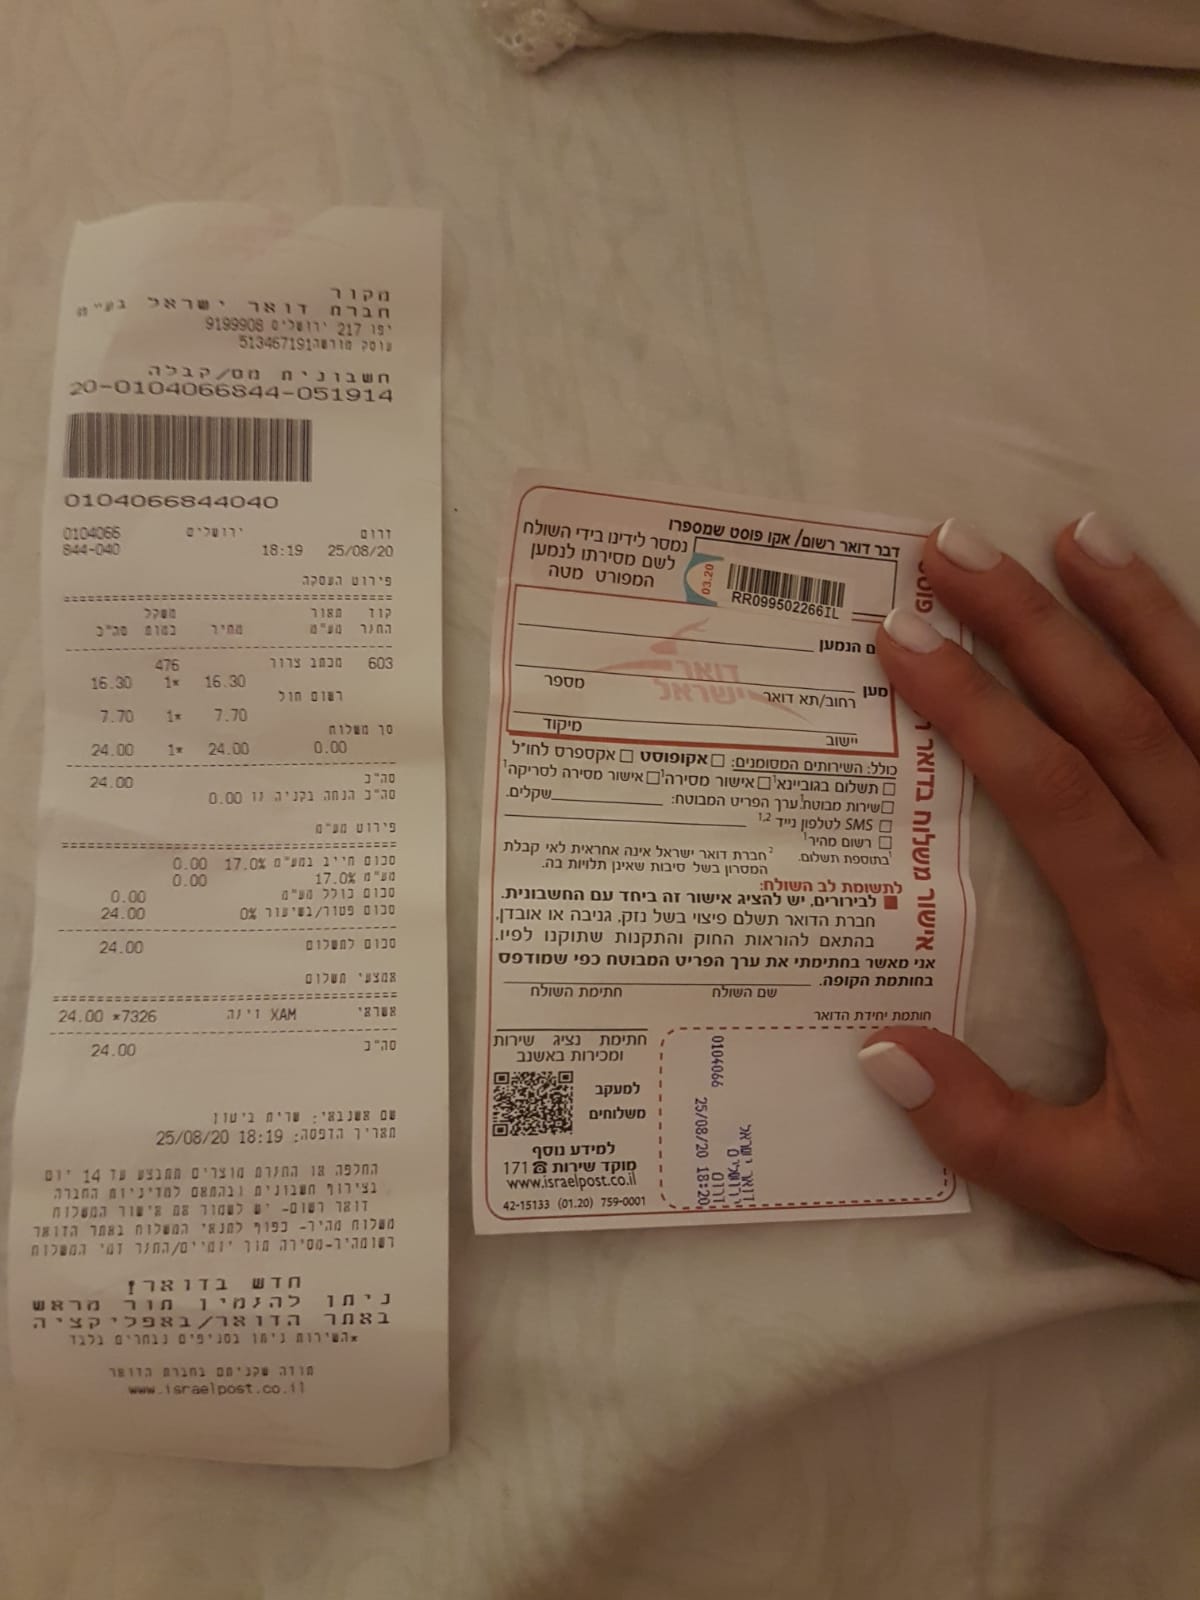 מקור
חברת דואר ישראל בע"מ
יפו 217 ירושלים 9199908
עוסק מורשה 513467191
חשבונית מס/קבלה
20-0104066844-051914
0104066844040
דרום ירושלים 0104066
25/08/20 18:19 844-040
פירוט העסקה
קוד תאור משקל
החנר מע"מ מחיר כמות סה"כ
603 מכתב צרור 476
16.30 1* 16.30
רשום חול
7.70 1* 7.70
סך משלוח
0.00 24.00 1* 24.00
סה"כ 24.00
סה"כ הנחה בקניה זו 0.00
פירוט מע"מ
סכום חייב במע"מ 17.0% 0.00
מע"מ 17.0% 0.00
סכום כולל מע"מ 0.00
סכום פטור/בשיעור 0% 24.00
סכום לתשלום 24.00
אמצעי תשלום
אשראי MAX דינה 7326* 24.00
סה"כ 24.00
שם אשנבאי: שרית ביטון
תאריך הדפסה: 25/08/20 18:19
החלפה או החזרת מוצרים תתבצע עד 14 יום
בצירוף חשבונית ובהתאם למדיניות החברה
דואר רשום- יש לשמור את אישור המשלוח
משלוח מהיר- כפוף לתנאי המשלוח באתר הדואר
רשומהיר-מסירה תוך יומיים/החזר דמי המשלוח
חדש בדואר!
ניתן להזמין תור מראש
באתר הדואר/באפליקציה
*השירות ניתן בסניפים נבחרים בלבד
תודה שקניתם בחברת הדואר
www.israelpost.co.il
דבר דואר רשום/ אקו פוסט שמספרו
נמסר לידינו בידי השולח
לשם מסירתו לנמען
המפורט מטה
03.20
RR099502266IL
ם הנמען
דואר
ישראל
מען
רחוב/תא דואר מספר
יישוב מיקוד
כולל: השירותים המסומנים: אקופוסט אקספרס לחו"ל
תשלום בגוביינא¹ אישור מסירה¹ אישור מסירה לסריקה¹
שירות מבוטח¹ ערך הפריט המבוטח: שקלים.
SMS לטלפון נייד ¹,²
רשום מהיר¹
¹בתוספת תשלום. ²חברת דואר ישראל אינה אחראית לאי קבלת
המסרון בשל סיבות שאינן תלויות בה.
לתשומת לב השולח:
לבירורים, יש להציג אישור זה ביחד עם החשבונית.
חברת הדואר תשלם פיצוי בשל נזק, גניבה או אובדן,
בהתאם להוראות החוק והתקנות שתוקנו לפיו.
אני מאשר בחתימתי את ערך הפריט המבוטח כפי שמודפס
בחותמת הקופה.
שם השולח חתימת השולח
חותמת יחידת הדואר
חתימת נציג שירות
ומכירות באשנב
למעקב
משלוחים
למידע נוסף
מוקד שירות ☎ 171
www.israelpost.co.il
42-15133 (01.20) 759-0001
0104066 25/08/20 18:20
דואר ישראל
ירושלים
דרום
אישור משלוח בדואר